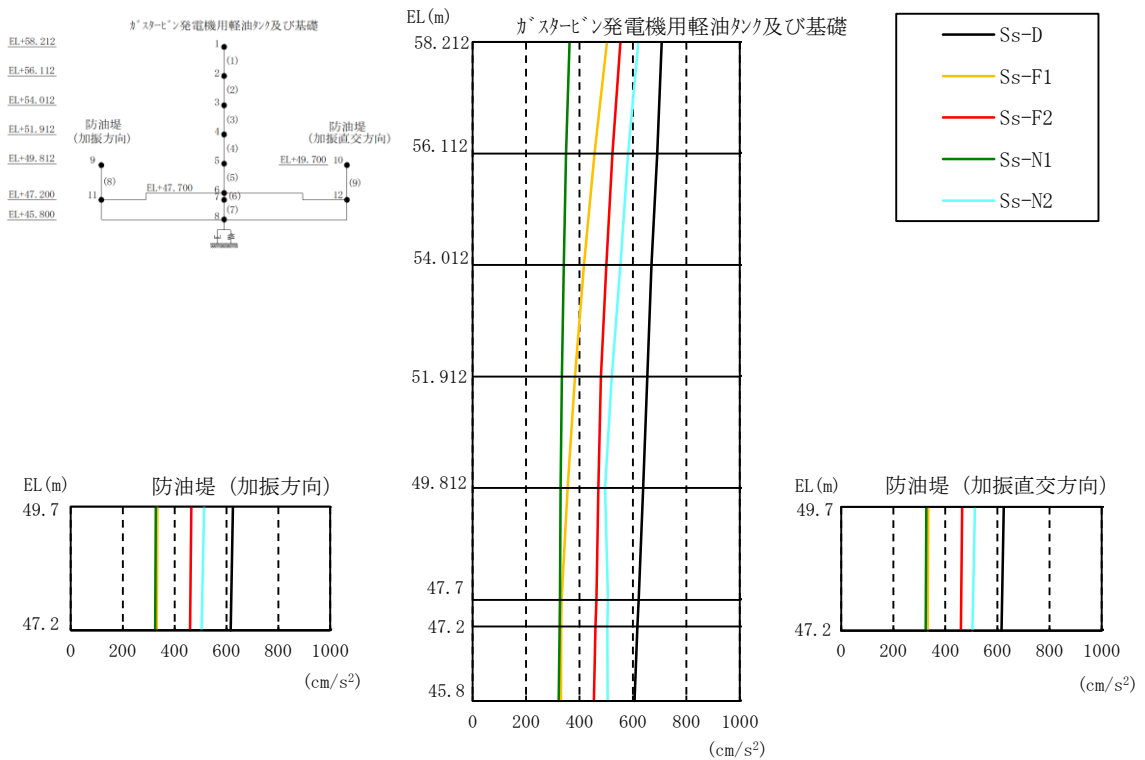 ｶﾞｽﾀｰﾋﾞﾝ発電機用軽油ﾀﾝｸ及び基礎
EL+58.212
EL+56.112
EL+54.012
EL+51.912
EL+49.812
EL+47.200
EL+45.800
防油堤
(加振方向)
防油堤
(加振直交方向)
EL+49.700
EL+47.700
1
(1)
2
(2)
3
(3)
4
(4)
5
(5)
6
(6)
7
(7)
8
9
(8)
11
10
(9)
12
EL(m)
ｶﾞｽﾀｰﾋﾞﾝ発電機用軽油ﾀﾝｸ及び基礎
58.212
56.112
54.012
51.912
49.812
47.7
47.2
45.8
0 200 400 600 800 1000
(cm/s²)
Ss-D
Ss-F1
Ss-F2
Ss-N1
Ss-N2
EL(m)
防油堤 (加振方向)
49.7
47.2
0 200 400 600 800 1000
(cm/s²)
EL(m)
防油堤 (加振直交方向)
49.7
47.2
0 200 400 600 800 1000
(cm/s²)